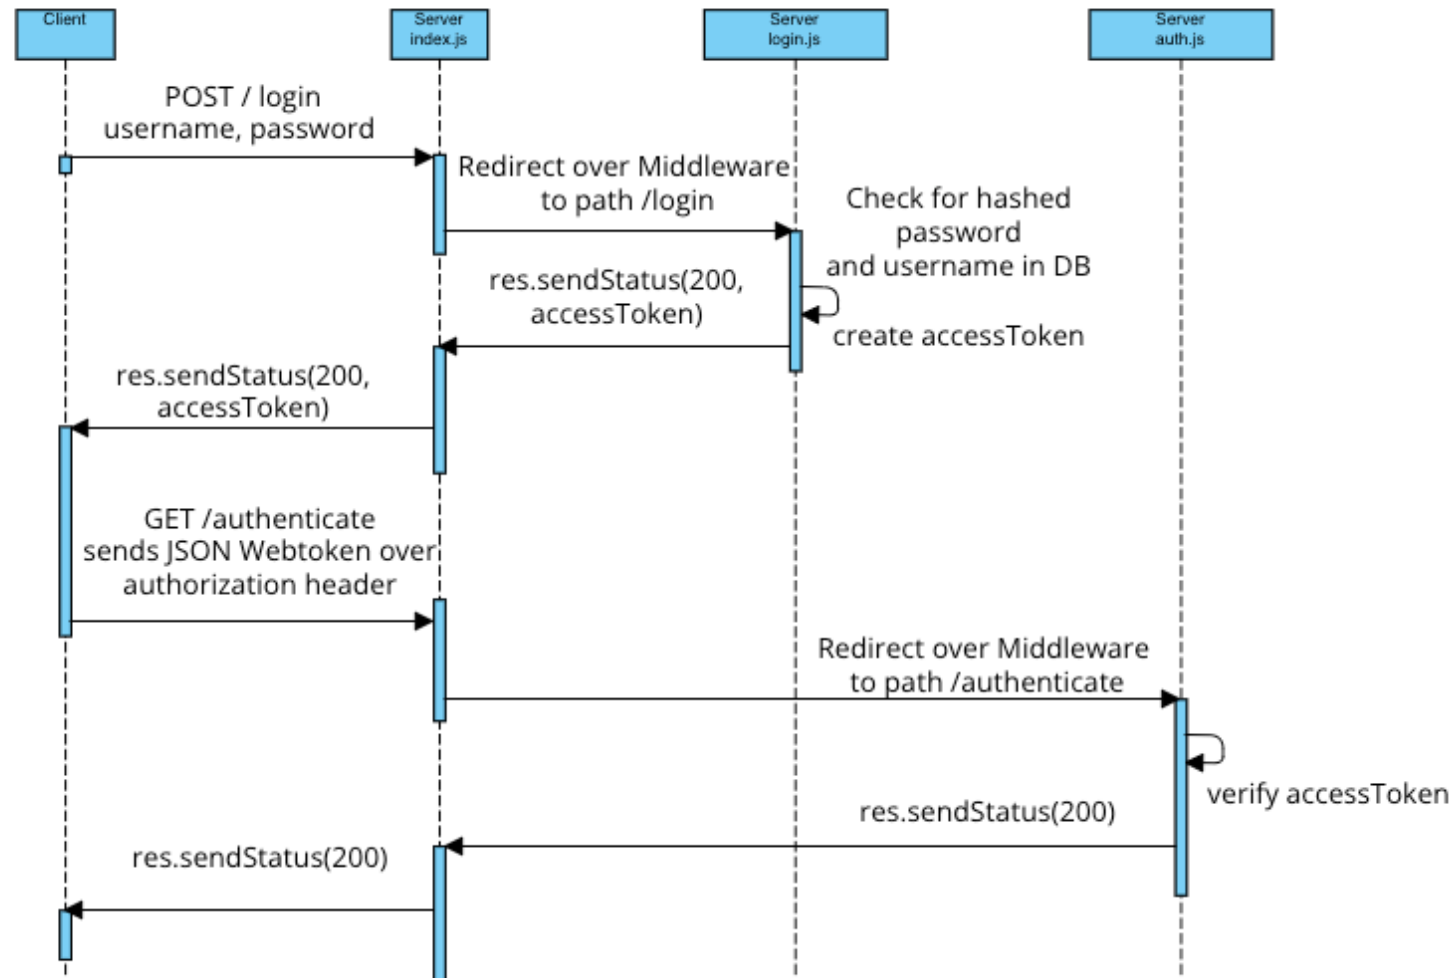 Client
Server
index.js
Server
login.js
Server
auth.js
POST / login
username, password
Redirect over Middleware
to path /login
Check for hashed
password
and username in DB
res.sendStatus(200,
accessToken)
create accessToken
res.sendStatus(200,
accessToken)
GET /authenticate
sends JSON Webtoken over
authorization header
Redirect over Middleware
to path /authenticate
verify accessToken
res.sendStatus(200)
res.sendStatus(200)